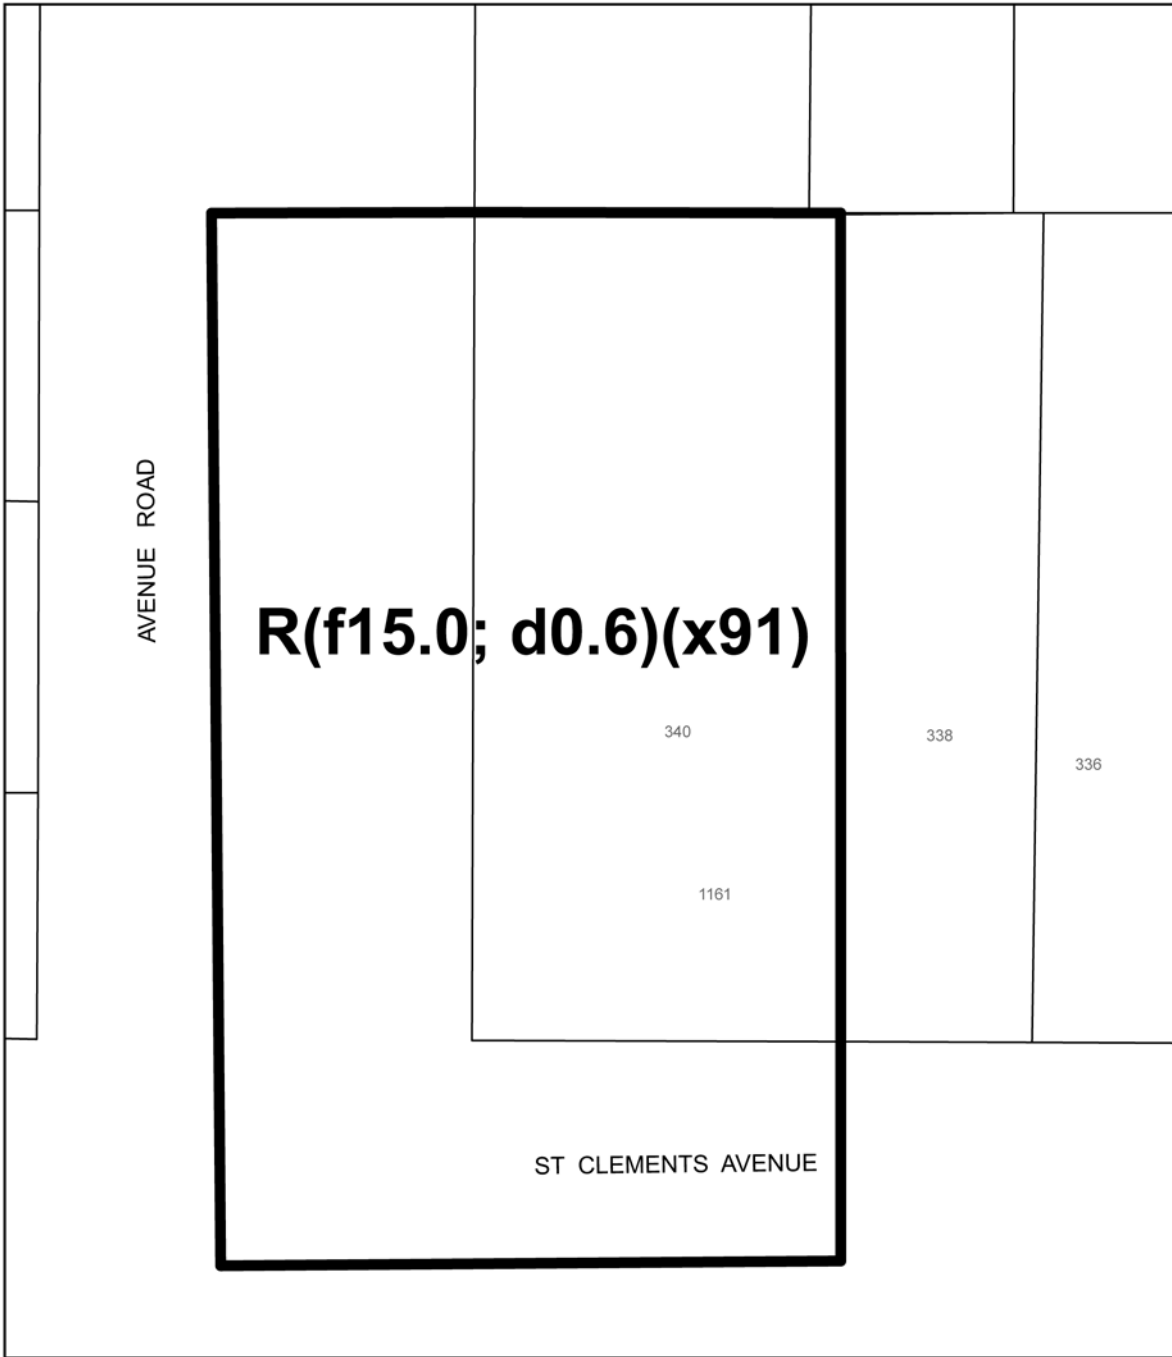 AVENUE ROAD
R(f15.0; d0.6)(x91)
340
338
336
1161
ST CLEMENTS AVENUE